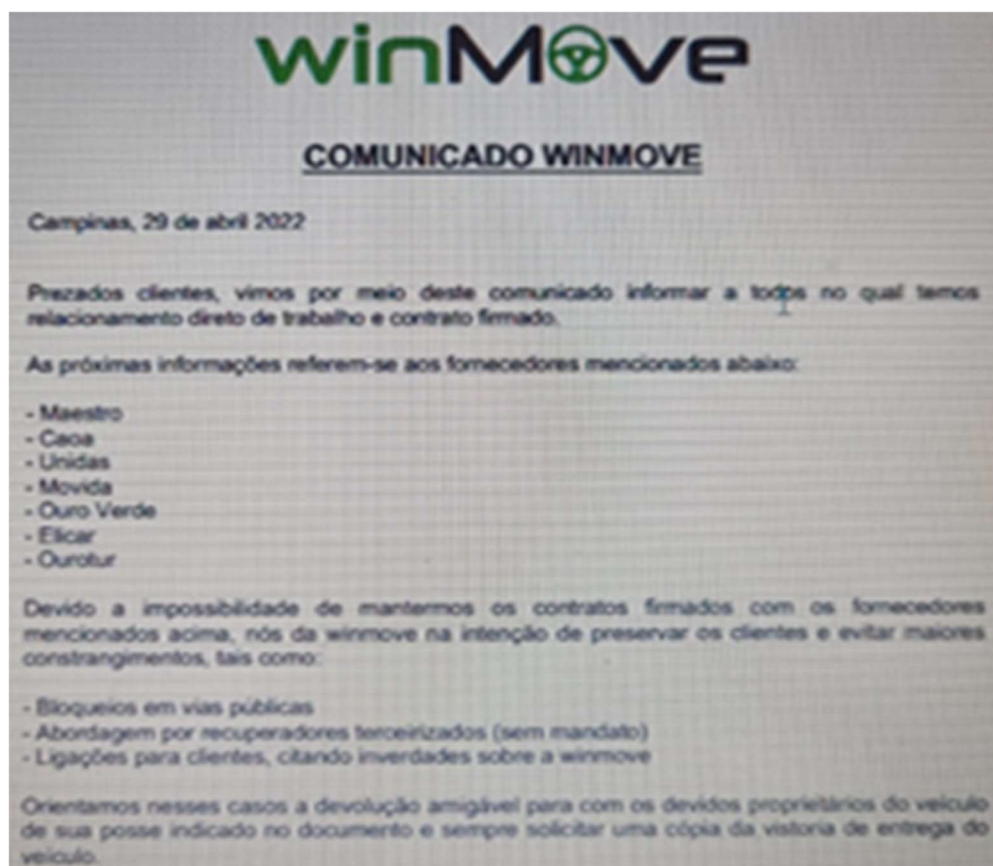 winMove
COMUNICADO WINMOVE
Campinas, 29 de abril 2022
Prezados clientes, vimos por meio deste comunicado informar a todos no qual temos
relacionamento direto de trabalho e contrato firmado.
As próximas informações referem-se aos fornecedores mencionados abaixo:
- Maestro
- Caoa
- Unidas
- Movida
- Ouro Verde
- Elicar
- Ourotur
Devido a impossibilidade de mantermos os contratos firmados com os fornecedores
mencionados acima, nós da winmove na intenção de preservar os clientes e evitar maiores
constrangimentos, tais como:
- Bloqueios em vias públicas
- Abordagem por recuperadores terceirizados (sem mandato)
- Ligações para clientes, citando inverdades sobre a winmove
Orientamos nesses casos a devolução amigável para com os devidos proprietários do veículo
de sua posse indicado no documento e sempre solicitar uma cópia da vistoria de entrega do
veículo.